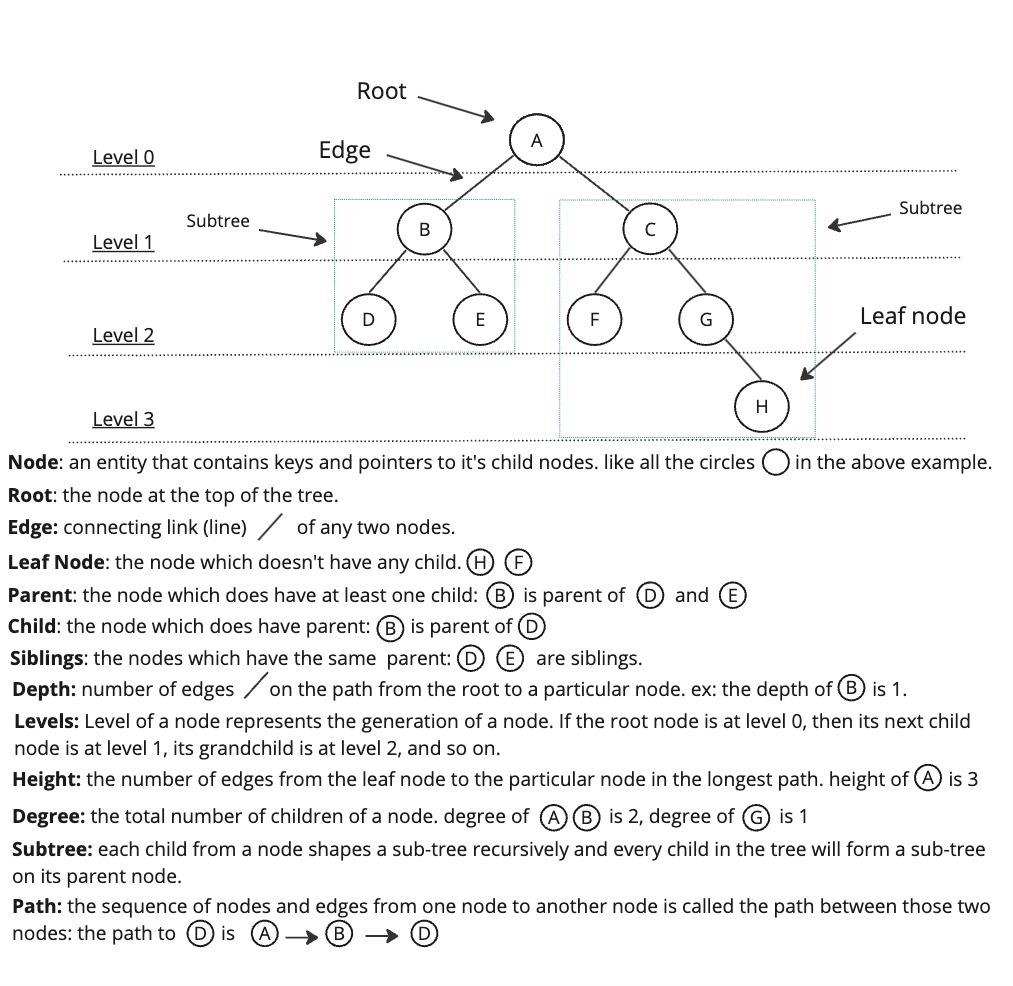 Root
A
Edge
Level 0
Subtree
Subtree
B
C
Level 1
D
E
F
G
Leaf node
Level 2
H
Level 3
Node: an entity that contains keys and pointers to it's child nodes. like all the circles in the above example.
Root: the node at the top of the tree.
Edge: connecting link (line) of any two nodes.
Leaf Node: the node which doesn't have any child. H F
Parent: the node which does have at least one child: B is parent of D and E
Child: the node which does have parent: B is parent of D
Siblings: the nodes which have the same parent: D E are siblings.
Depth: number of edges on the path from the root to a particular node. ex: the depth of B is 1.
Levels: Level of a node represents the generation of a node. If the root node is at level 0, then its next child
node is at level 1, its grandchild is at level 2, and so on.
Height: the number of edges from the leaf node to the particular node in the longest path. height of A is 3
Degree: the total number of children of a node. degree of A B is 2, degree of G is 1
Subtree: each child from a node shapes a sub-tree recursively and every child in the tree will form a sub-tree
on its parent node.
Path: the sequence of nodes and edges from one node to another node is called the path between those two
nodes: the path to D is A B D